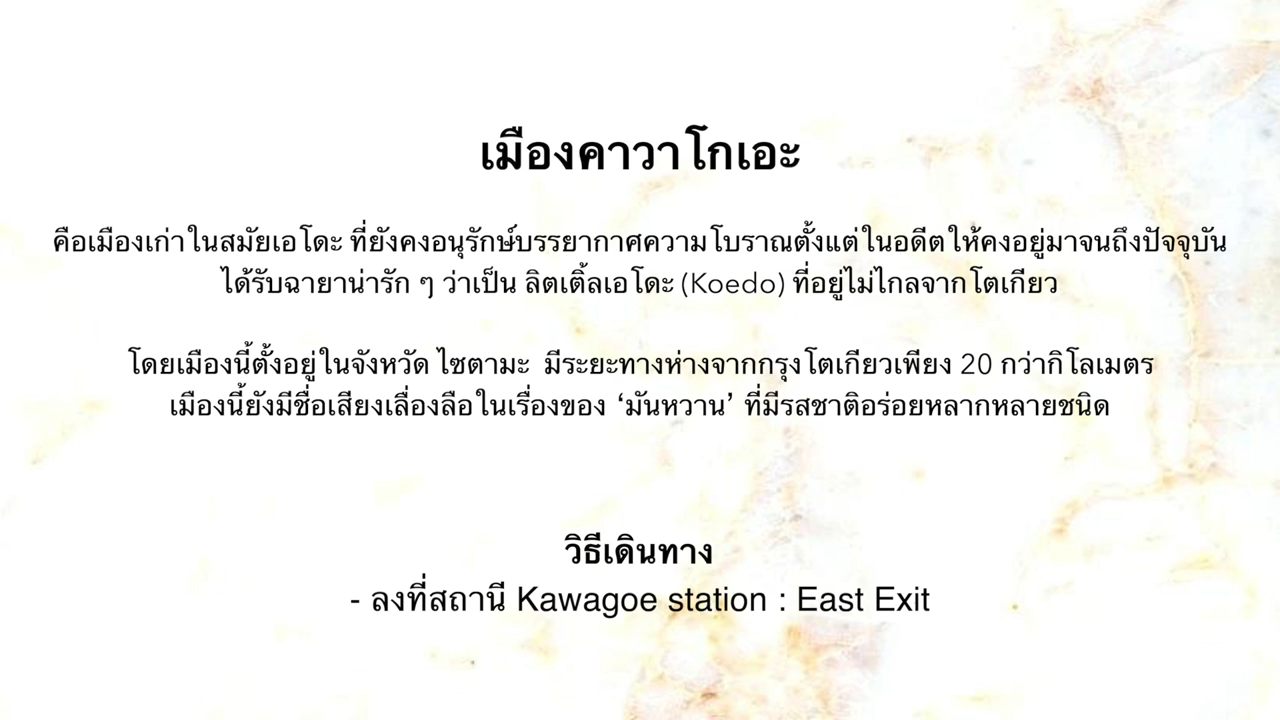 เมืองคาวาโกเอะ
คือเมืองเก่าในสมัยเอโดะ ที่ยังคงอนุรักษ์บรรยากาศความโบราณตั้งแต่ในอดีตให้คงอยู่มาจนถึงปัจจุบัน
ได้รับฉายาน่ารัก ๆ ว่าเป็น ลิตเติ้ลเอโดะ (Koedo) ที่อยู่ไม่ไกลจากโตเกียว
โดยเมืองนี้ตั้งอยู่ในจังหวัด ไซตามะ มีระยะทางห่างจากกรุงโตเกียวเพียง 20 กว่ากิโลเมตร
เมืองนี้ยังมีชื่อเสียงเลื่องลือในเรื่องของ ‘มันหวาน’ ที่มีรสชาติอร่อยหลากหลายชนิด
วิธีเดินทาง
- ลงที่สถานี Kawagoe station : East Exit